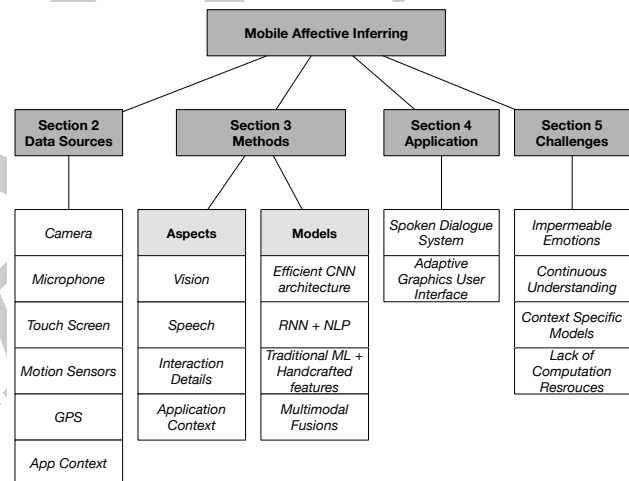 Mobile Affective Inferring
Section 2
Data Sources
Section 3
Methods
Section 4
Application
Section 5
Challenges
Camera
Microphone
Touch Screen
Motion Sensors
GPS
App Context
Aspects
Vision
Speech
Interaction
Details
Application
Context
Models
Efficient CNN
architecture
RNN + NLP
Traditional ML +
Handcrafted
features
Multimodal
Fusions
Spoken Dialogue
System
Adaptive
Graphics User
Interface
Impermeable
Emotions
Continuous
Understanding
Context Specific
Models
Lack of
Computation
Resrouces